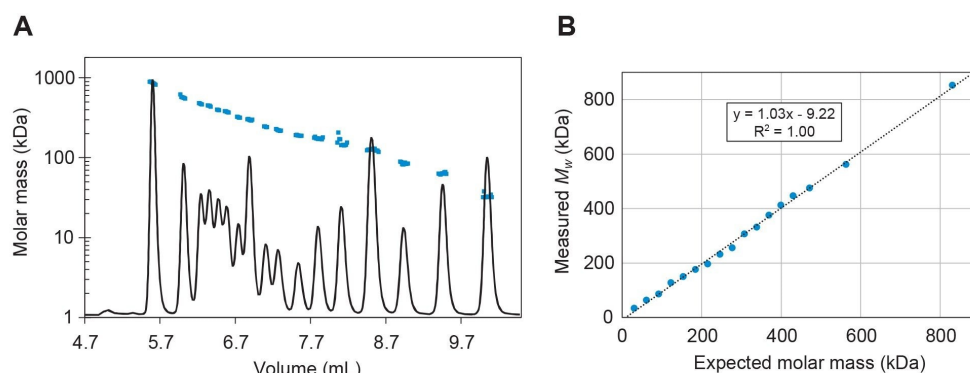 A
B
Molar mass (kDa)
1000
100
10
1
4.7 5.7 6.7 7.7 8.7 9.7
Volume (mL)
Measured Mw (kDa)
800
600
400
200
0
y = 1.03x - 9.22
R² = 1.00
0 200 400 600 800
Expected molar mass (kDa)